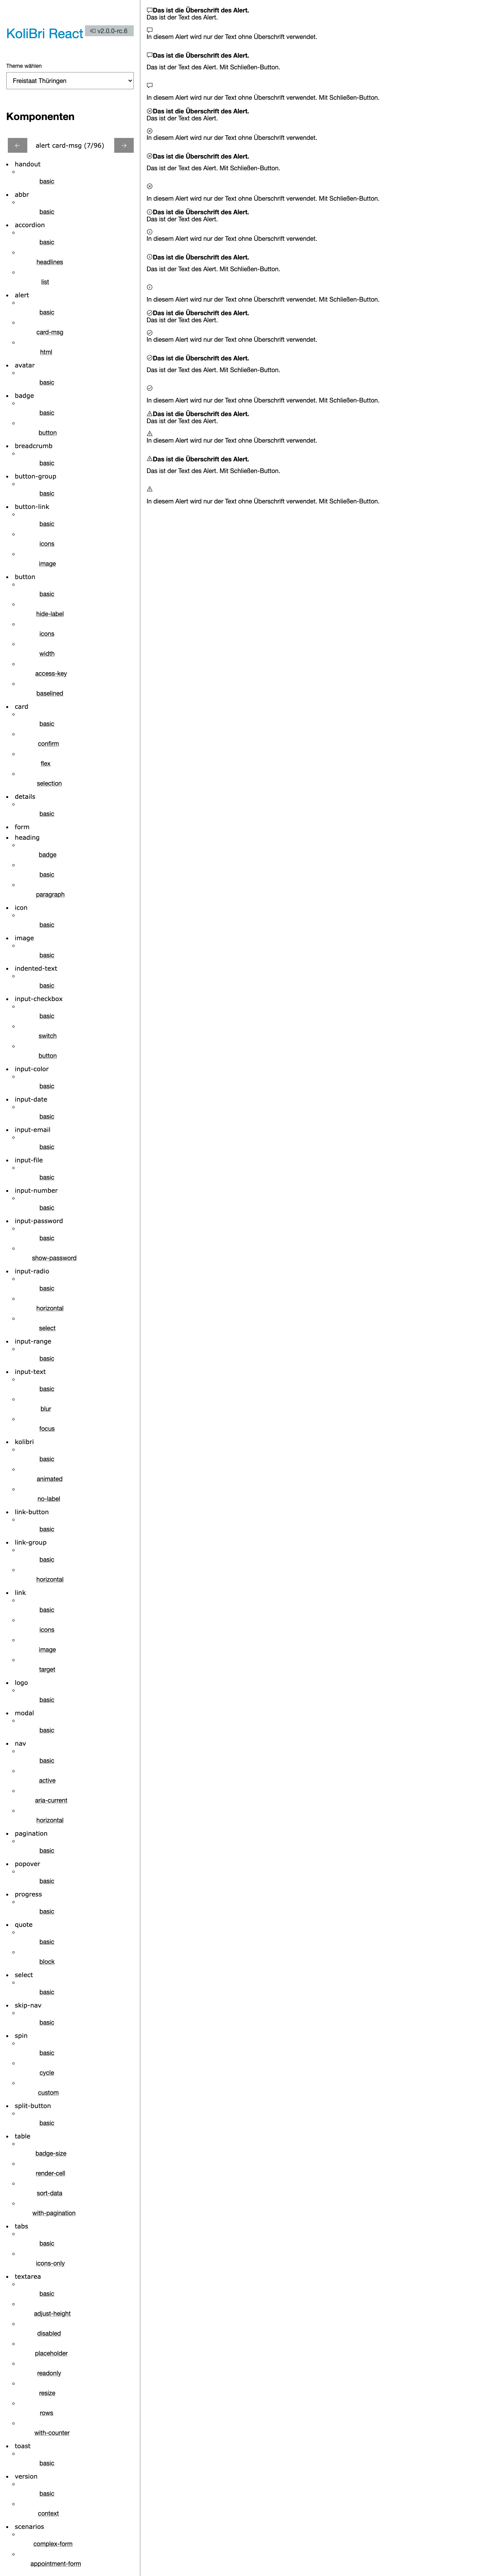 KoliBri React
v2.0.0-rc.6
Theme wählen
Freistaat Thüringen
Komponenten
← alert card-msg (7/96) →
handout
basic
abbr
basic
accordion
basic
headlines
list
alert
basic
card-msg
html
avatar
basic
badge
basic
button
breadcrumb
basic
button-group
basic
button-link
basic
icons
image
button
basic
hide-label
icons
width
access-key
baselined
card
basic
confirm
flex
selection
details
basic
form
heading
badge
basic
paragraph
icon
basic
image
basic
indented-text
basic
input-checkbox
basic
switch
button
input-color
basic
input-date
basic
input-email
basic
input-file
basic
input-number
basic
input-password
basic
show-password
input-radio
basic
horizontal
select
input-range
basic
input-text
basic
blur
focus
kolibri
basic
animated
no-label
link-button
basic
link-group
basic
horizontal
link
basic
icons
image
target
logo
basic
modal
basic
nav
basic
active
aria-current
horizontal
pagination
basic
popover
basic
progress
basic
quote
basic
block
select
basic
skip-nav
basic
spin
basic
cycle
custom
split-button
basic
table
badge-size
render-cell
sort-data
with-pagination
tabs
basic
icons-only
textarea
basic
adjust-height
disabled
placeholder
readonly
resize
rows
with-counter
toast
basic
version
basic
context
scenarios
complex-form
appointment-form
Das ist die Überschrift des Alert.
Das ist der Text des Alert.
In diesem Alert wird nur der Text ohne Überschrift verwendet.
Das ist die Überschrift des Alert.
Das ist der Text des Alert. Mit Schließen-Button.
In diesem Alert wird nur der Text ohne Überschrift verwendet. Mit Schließen-Button.
Das ist die Überschrift des Alert.
Das ist der Text des Alert.
In diesem Alert wird nur der Text ohne Überschrift verwendet.
Das ist die Überschrift des Alert.
Das ist der Text des Alert. Mit Schließen-Button.
In diesem Alert wird nur der Text ohne Überschrift verwendet. Mit Schließen-Button.
Das ist die Überschrift des Alert.
Das ist der Text des Alert.
In diesem Alert wird nur der Text ohne Überschrift verwendet.
Das ist die Überschrift des Alert.
Das ist der Text des Alert. Mit Schließen-Button.
In diesem Alert wird nur der Text ohne Überschrift verwendet. Mit Schließen-Button.
Das ist die Überschrift des Alert.
Das ist der Text des Alert.
In diesem Alert wird nur der Text ohne Überschrift verwendet.
Das ist die Überschrift des Alert.
Das ist der Text des Alert. Mit Schließen-Button.
In diesem Alert wird nur der Text ohne Überschrift verwendet. Mit Schließen-Button.
Das ist die Überschrift des Alert.
Das ist der Text des Alert.
In diesem Alert wird nur der Text ohne Überschrift verwendet.
Das ist die Überschrift des Alert.
Das ist der Text des Alert. Mit Schließen-Button.
In diesem Alert wird nur der Text ohne Überschrift verwendet. Mit Schließen-Button.